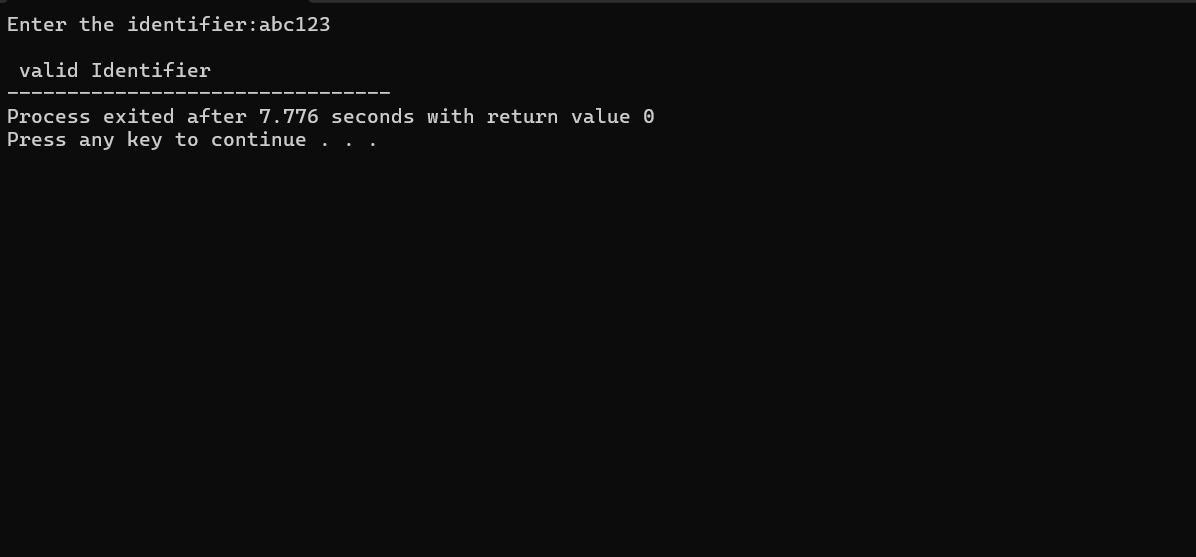 Enter the identifier:abc123
 valid Identifier
--------------------------------
Process exited after 7.776 seconds with return value 0
Press any key to continue . . .